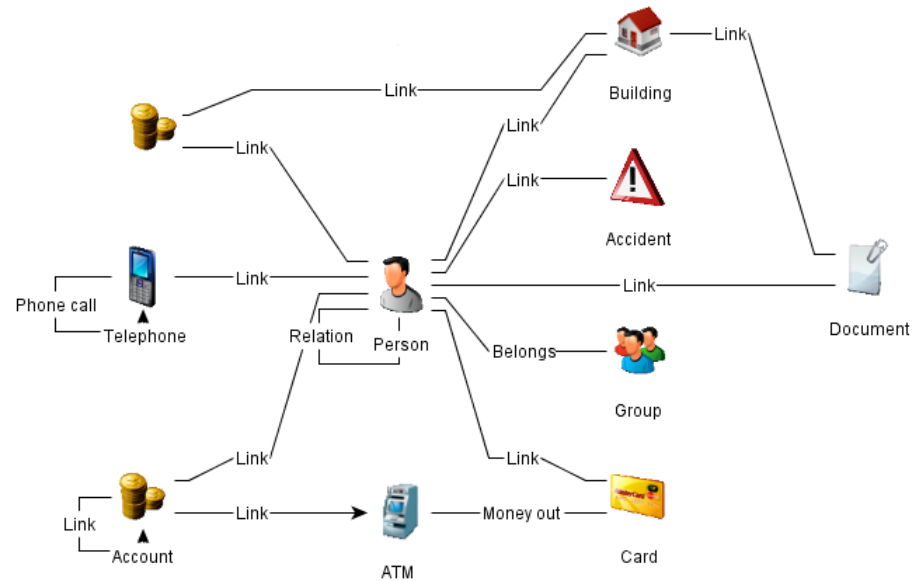 Link
Building
Link
Link
Link
Link
Accident
Link
Link
Phone call
Telephone
Relation
Person
Document
Belongs
Group
Link
Link
Link
Link
Money out
Account
ATM
Card